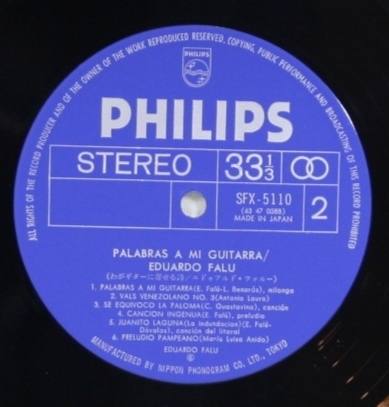 ALL RIGHTS OF THE RECORD PRODUCER AND OF THE OWNER OF THE WORK REPRODUCED RESERVED. COPYING, PUBLIC PERFORMANCE AND BROADCASTING OF THIS RECORD PROHIBITED
PHILIPS
PHILIPS
STEREO
33 1/3
SFX-5110
(63 47 008B)
MADE IN JAPAN
2
PALABRAS A MI GUITARRA/
EDUARDO FALU
(わがギターに寄せる詩/エドゥアルド・ファルー)
1. PALABRAS A MI GUITARRA(E. Falú-L. Benarós), milonga
2. VALS VENEZOLANO NO. 3(Antonio Lauro)
3. SE EQUIVOCO LA PALOMA(C. Guastavino), canción
4. CANCION INGENUA(E. Falú), preludio
5. JUANITO LAGUNA(La indundacion)(E. Falú-
Dávalos), canción del litoral
6. PRELUDIO PAMPEANO(María Luisa Anido)
EDUARDO FALU
Ⓟ
MANUFACTURED BY NIPPON PHONOGRAM CO. LTD., TOKYO